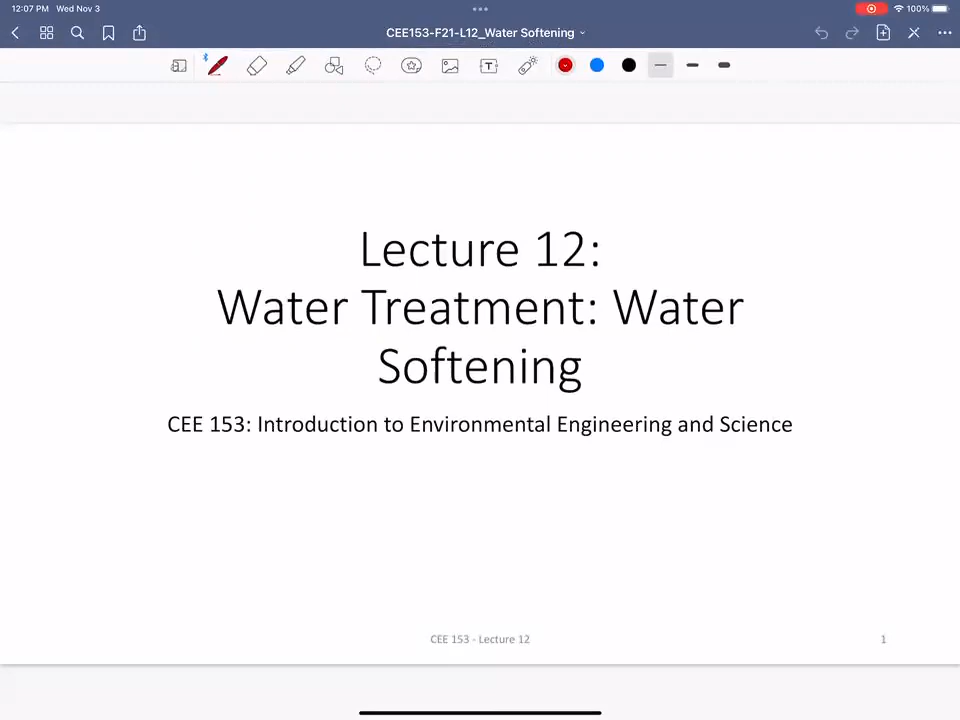 12:07 PM Wed Nov 3
100%
CEE153-F21-L12_Water Softening
T
Lecture 12:
Water Treatment: Water
Softening
CEE 153: Introduction to Environmental Engineering and Science
CEE 153 - Lecture 12
1